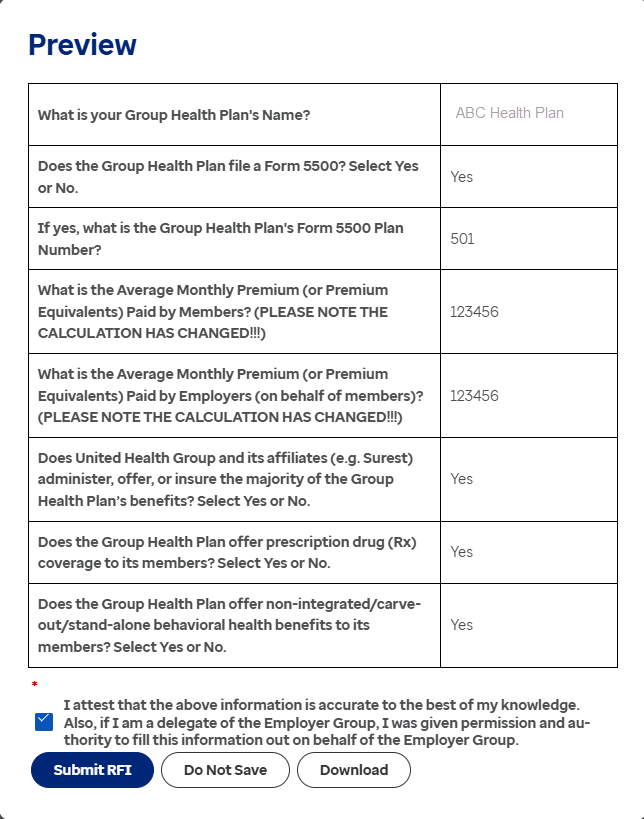 Preview
What is your Group Health Plan's Name?
ABC Health Plan
Does the Group Health Plan file a Form 5500? Select Yes
or No.
Yes
If yes, what is the Group Health Plan's Form 5500 Plan
Number?
501
What is the Average Monthly Premium (or Premium
Equivalents) Paid by Members? (PLEASE NOTE THE
CALCULATION HAS CHANGED!!!)
123456
What is the Average Monthly Premium (or Premium
Equivalents) Paid by Employers (on behalf of members)?
(PLEASE NOTE THE CALCULATION HAS CHANGED!!!)
123456
Does United Health Group and its affiliates (e.g. Surest)
administer, offer, or insure the majority of the Group
Health Plan’s benefits? Select Yes or No.
Yes
Does the Group Health Plan offer prescription drug (Rx)
coverage to its members? Select Yes or No.
Yes
Does the Group Health Plan offer non-integrated/carve-
out/stand-alone behavioral health benefits to its
members? Select Yes or No.
Yes
*
I attest that the above information is accurate to the best of my knowledge.
Also, if I am a delegate of the Employer Group, I was given permission and au-
thority to fill this information out on behalf of the Employer Group.
Submit RFI
Do Not Save
Download